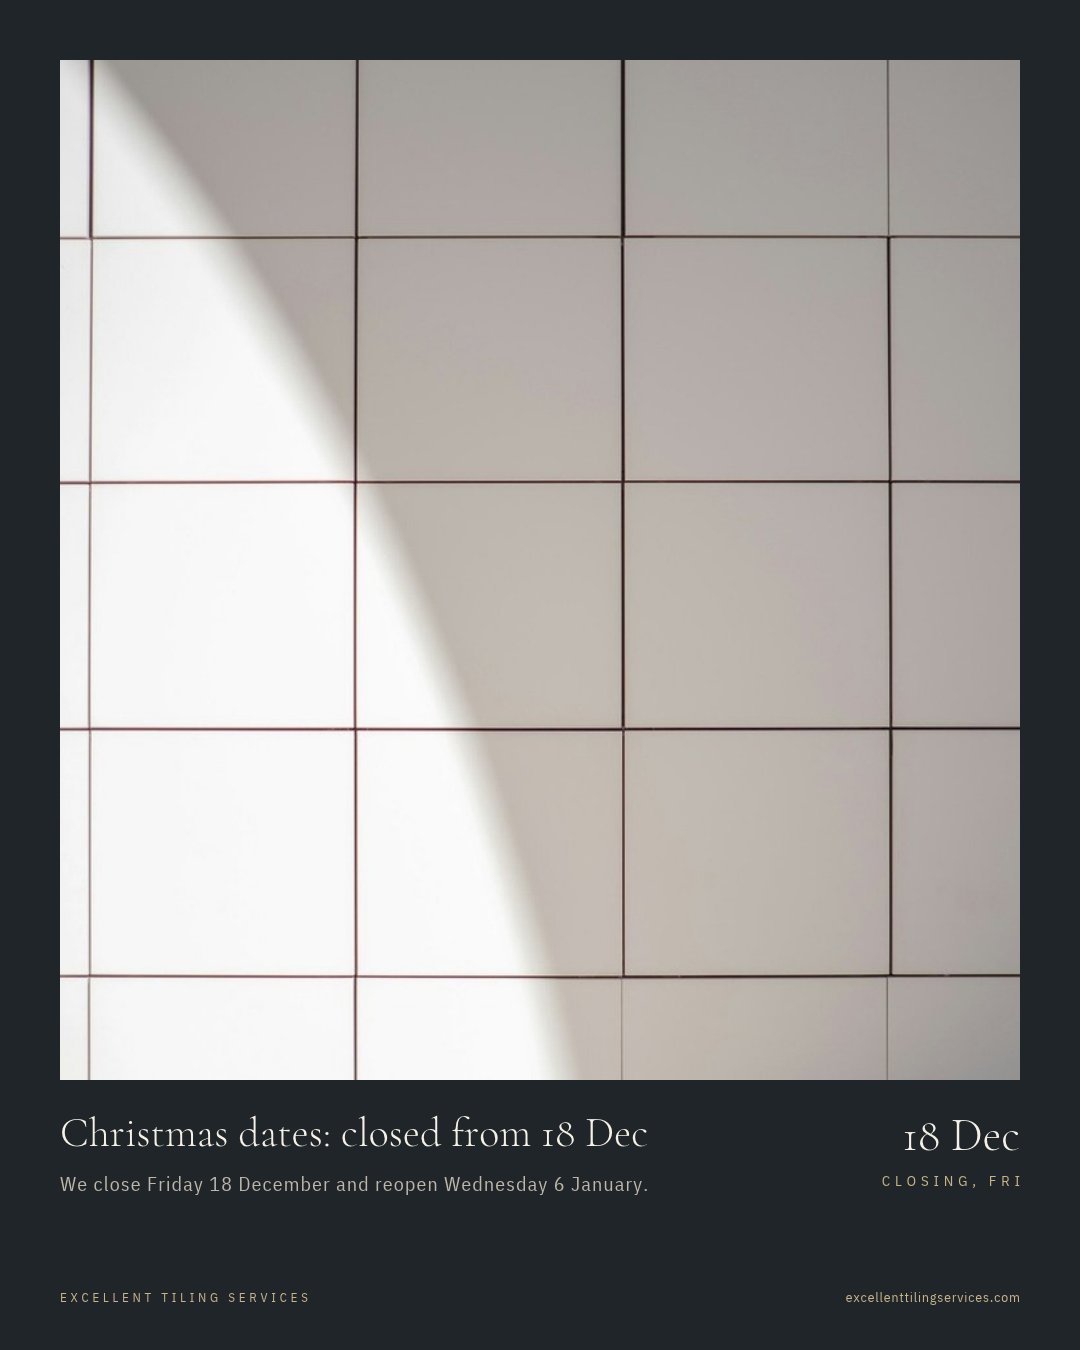 Christmas dates: closed from 18 Dec
We close Friday 18 December and reopen Wednesday 6 January.
18 Dec
CLOSING, FRI
EXCELLENT TILING SERVICES
excellenttilingservices.com